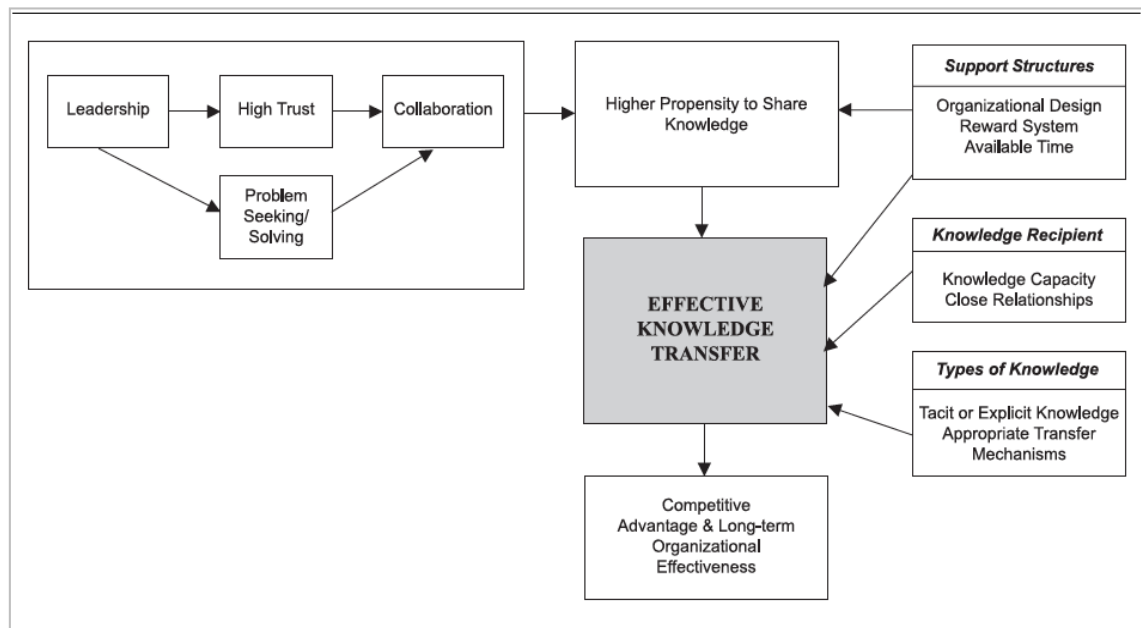 Leadership
High Trust
Collaboration
Problem
Seeking/
Solving
Higher Propensity to Share
Knowledge
Support Structures
Organizational Design
Reward System
Available Time
EFFECTIVE
KNOWLEDGE
TRANSFER
Knowledge Recipient
Knowledge Capacity
Close Relationships
Types of Knowledge
Tacit or Explicit Knowledge
Appropriate Transfer
Mechanisms
Competitive
Advantage & Long-term
Organizational
Effectiveness